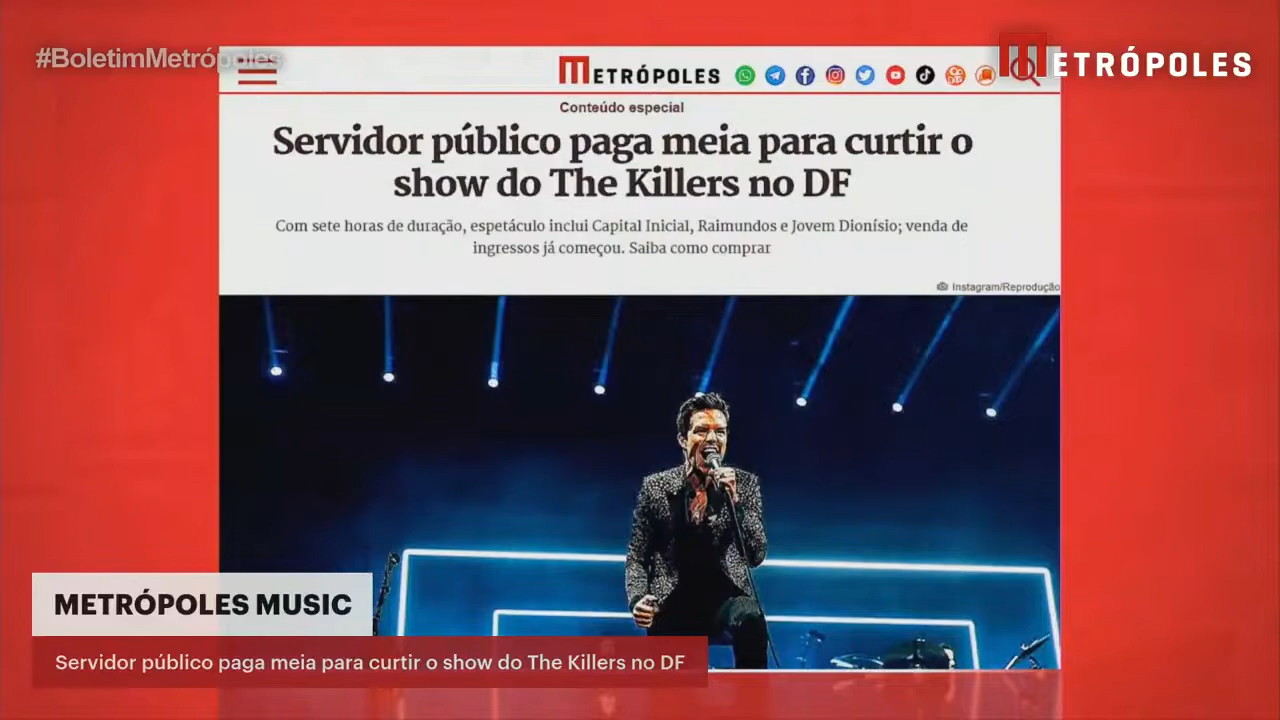 #BoletimMetrópoles
METRÓPOLES
METRÓPOLES
Conteúdo especial
Servidor público paga meia para curtir o
show do The Killers no DF
Com sete horas de duração, espetáculo inclui Capital Inicial, Raimundos e Jovem Dionísio; venda de
ingressos já começou. Saiba como comprar
Instagram/Reprodução
METRÓPOLES MUSIC
Servidor público paga meia para curtir o show do The Killers no DF